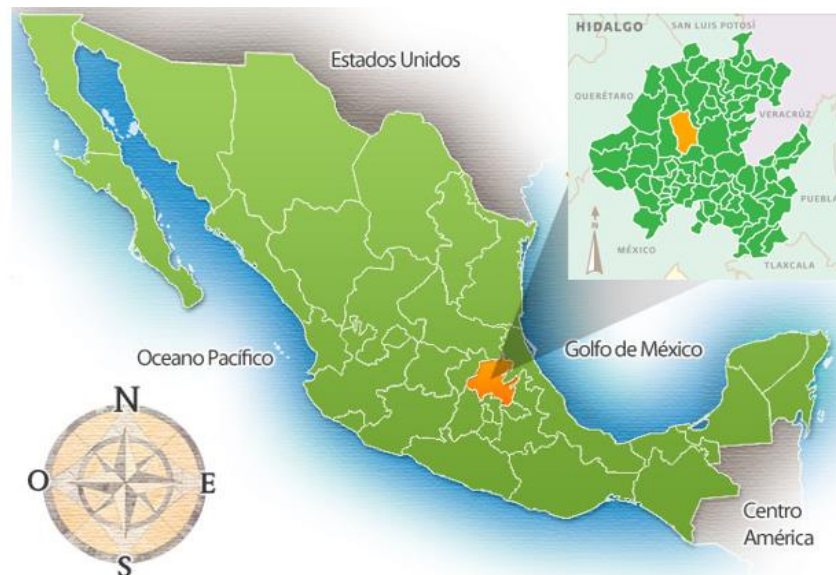 HIDALGO
SAN LUIS POTOSÍ
QUERÉTARO
VERACRÚZ
PUEBLA
N
MÉXICO
TLAXCALA
Estados Unidos
Oceano Pacífico
Golfo de México
N
O
E
S
Centro
América